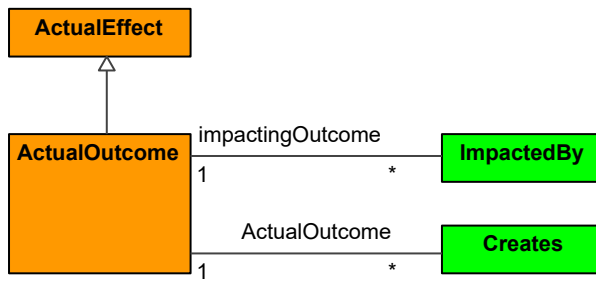 ActualEffect
ActualOutcome
impactingOutcome
1
*
ImpactedBy
ActualOutcome
1
*
Creates